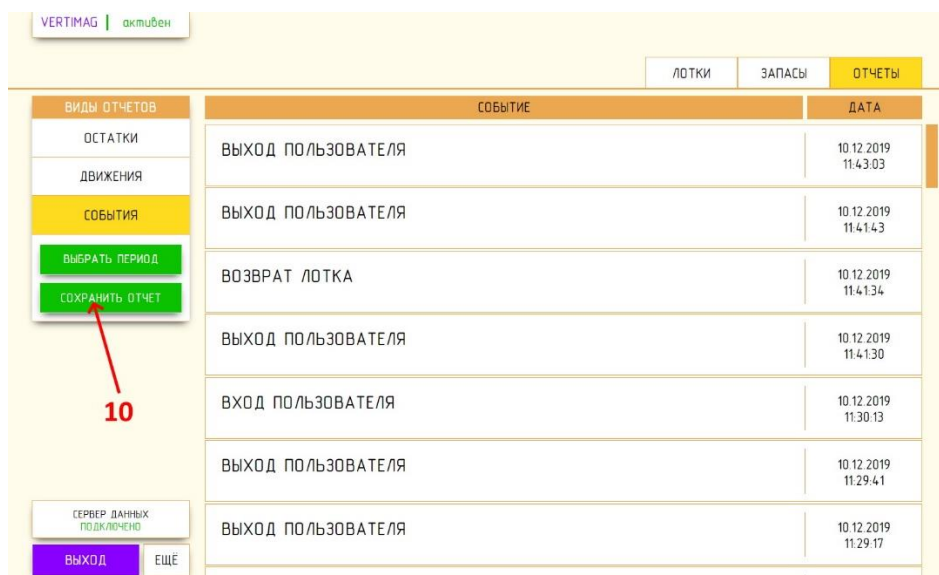 VERTIMAG | активен
ЛОТКИ ЗАПАСЫ ОТЧЕТЫ
ВИДЫ ОТЧЕТОВ
ОСТАТКИ
ДВИЖЕНИЯ
СОБЫТИЯ
ВЫБРАТЬ ПЕРИОД
СОХРАНИТЬ ОТЧЕТ
10
СЕРВЕР ДАННЫХ
ПОДКЛЮЧЕНО
ВЫХОД ЕЩЁ
СОБЫТИЕ ДАТА
ВЫХОД ПОЛЬЗОВАТЕЛЯ 10.12.2019
11:43:03
ВЫХОД ПОЛЬЗОВАТЕЛЯ 10.12.2019
11:41:43
ВОЗВРАТ ЛОТКА 10.12.2019
11:41:34
ВЫХОД ПОЛЬЗОВАТЕЛЯ 10.12.2019
11:41:30
ВХОД ПОЛЬЗОВАТЕЛЯ 10.12.2019
11:30:13
ВЫХОД ПОЛЬЗОВАТЕЛЯ 10.12.2019
11:29:41
ВЫХОД ПОЛЬЗОВАТЕЛЯ 10.12.2019
11:29:17